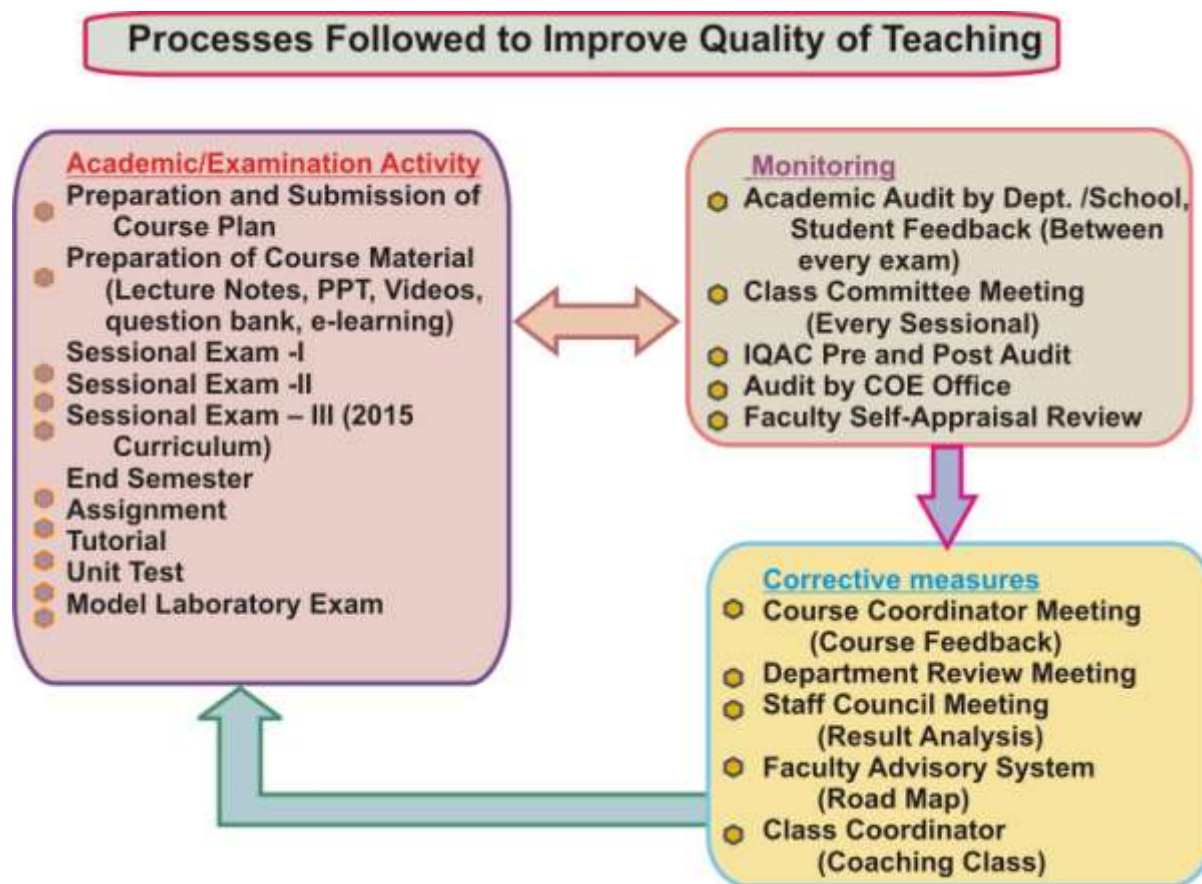 Processes Followed to Improve Quality of Teaching
Academic/Examination Activity
Preparation and Submission of
Course Plan
Preparation of Course Material
(Lecture Notes, PPT, Videos,
question bank, e-learning)
Sessional Exam -I
Sessional Exam -II
Sessional Exam – III (2015
Curriculum)
End Semester
Assignment
Tutorial
Unit Test
Model Laboratory Exam
Monitoring
Academic Audit by Dept. /School,
Student Feedback (Between
every exam)
Class Committee Meeting
(Every Sessional)
IQAC Pre and Post Audit
Audit by COE Office
Faculty Self-Appraisal Review
Corrective measures
Course Coordinator Meeting
(Course Feedback)
Department Review Meeting
Staff Council Meeting
(Result Analysis)
Faculty Advisory System
(Road Map)
Class Coordinator
(Coaching Class)